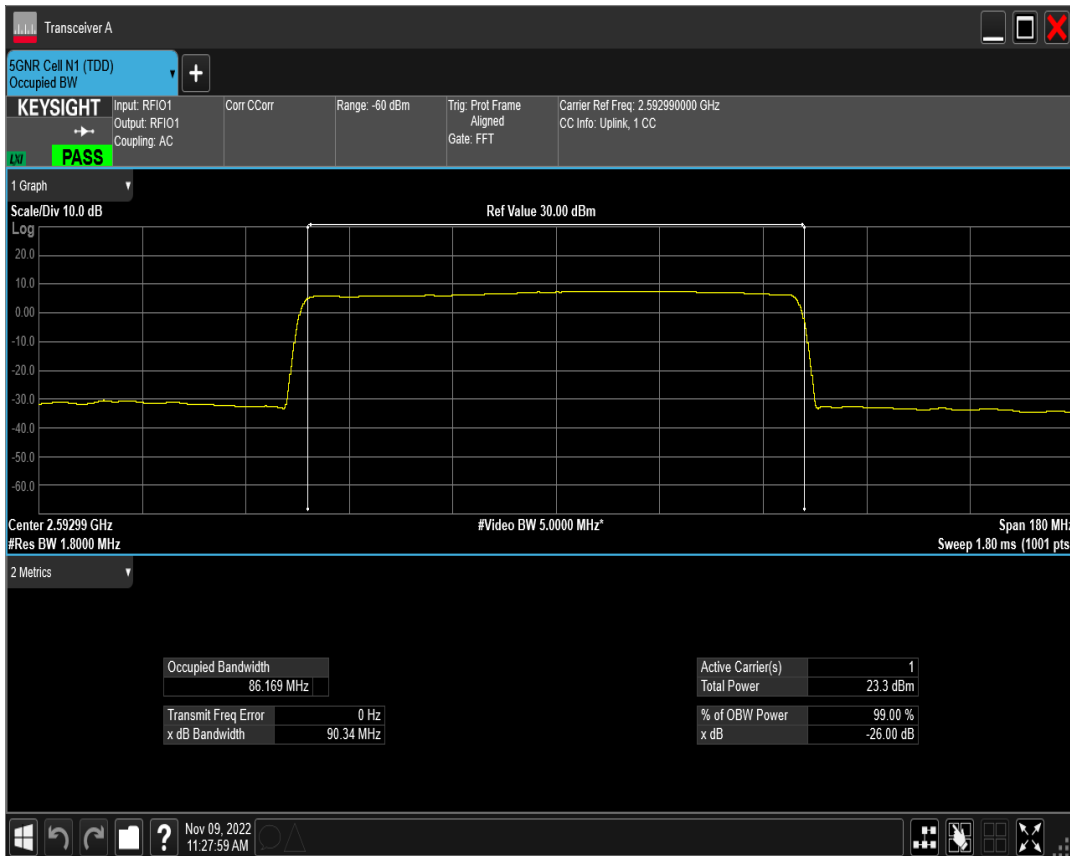 Transceiver A
5GNR Cell N1 (TDD)
Occupied BW
+
KEYSIGHT
LXI
PASS
Input: RFIO1
Output: RFIO1
Coupling: AC
Corr CCorr
Range: -60 dBm
Trig: Prot Frame
Aligned
Gate: FFT
Carrier Ref Freq: 2.592990000 GHz
CC Info: Uplink, 1 CC
1 Graph
Scale/Div 10.0 dB
Ref Value 30.00 dBm
Log
20.0
10.0
0.00
-10.0
-20.0
-30.0
-40.0
-50.0
-60.0
Center 2.59299 GHz
#Video BW 5.0000 MHz*
Span 180 MHz
#Res BW 1.8000 MHz
Sweep 1.80 ms (1001 pts
2 Metrics
Occupied Bandwidth
86.169 MHz
Transmit Freq Error 0 Hz
x dB Bandwidth 90.34 MHz
Active Carrier(s) 1
Total Power 23.3 dBm
% of OBW Power 99.00 %
x dB -26.00 dB
?
Nov 09, 2022
11:27:59 AM